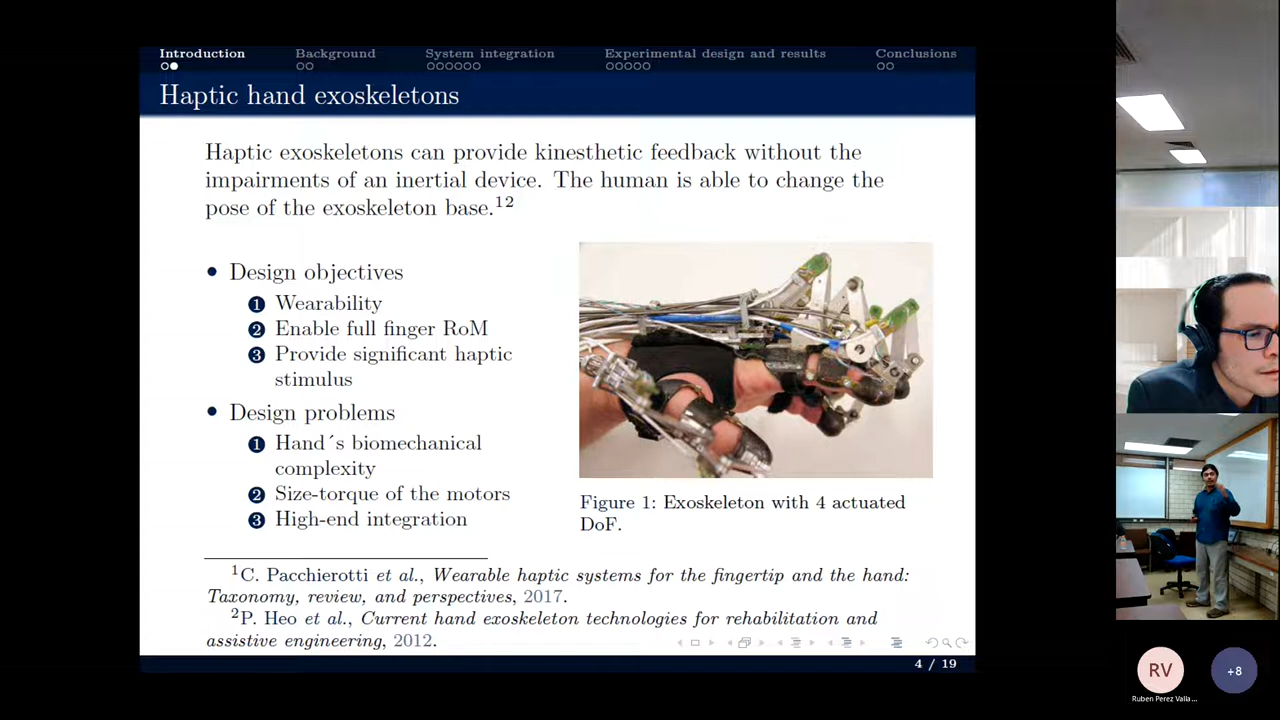 Introduction Background System integration Experimental design and results Conclusions
Haptic hand exoskeletons
Haptic exoskeletons can provide kinesthetic feedback without the
impairments of an inertial device. The human is able to change the
pose of the exoskeleton base.12
• Design objectives
1 Wearability
2 Enable full finger RoM
3 Provide significant haptic
stimulus
• Design problems
1 Hand´s biomechanical
complexity
2 Size-torque of the motors
3 High-end integration
Figure 1: Exoskeleton with 4 actuated
DoF.
1C. Pacchierotti et al., Wearable haptic systems for the fingertip and the hand:
Taxonomy, review, and perspectives, 2017.
2P. Heo et al., Current hand exoskeleton technologies for rehabilitation and
assistive engineering, 2012.
4 / 19
RV
+8
Ruben Perez Valla...